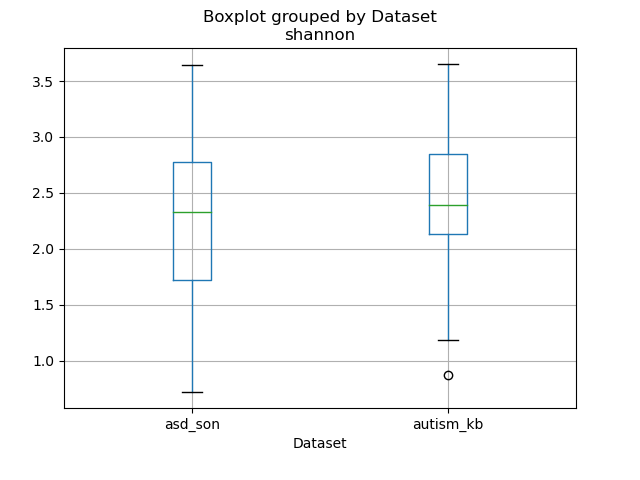 Boxplot grouped by Dataset
shannon
3.5
3.0
2.5
2.0
1.5
1.0
asd_son autism_kb
Dataset